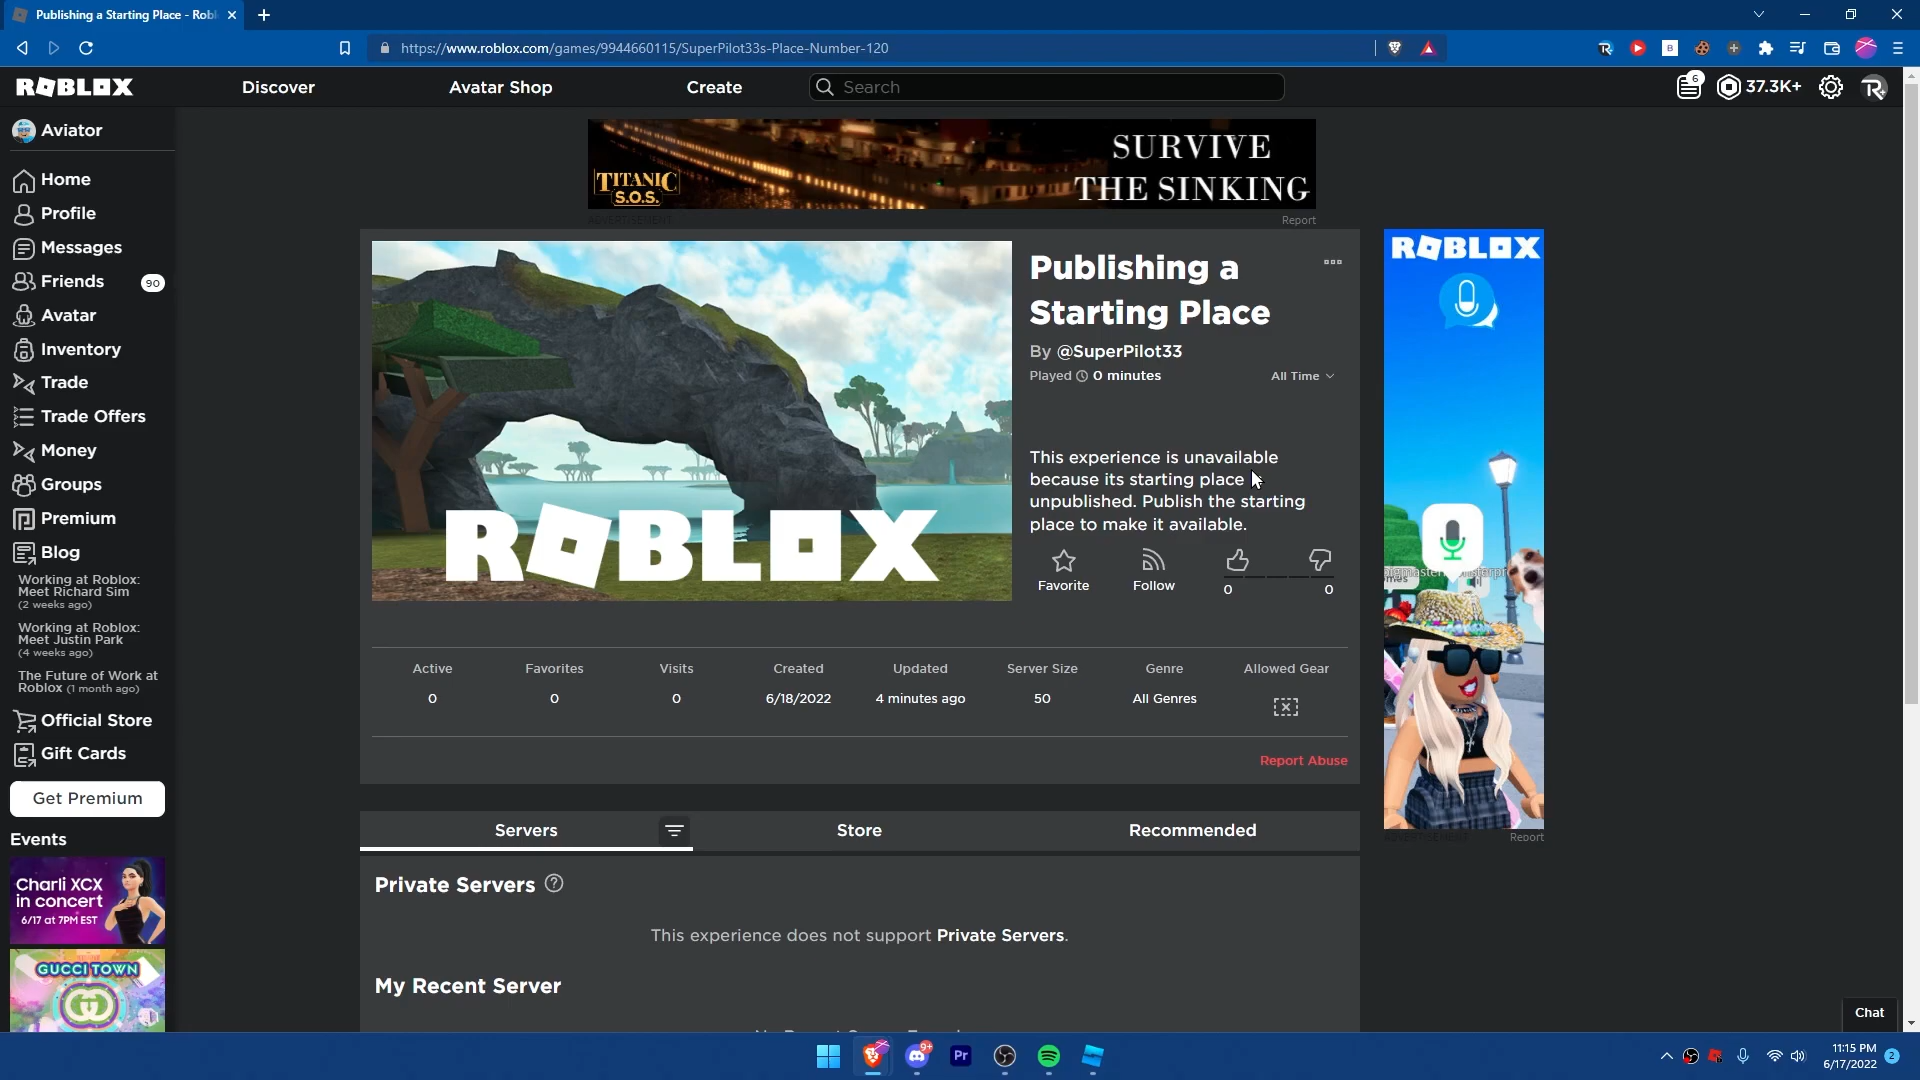 Publishing a Starting Place - Robl
https://www.roblox.com/games/9944660115/SuperPilot33s-Place-Number-120
ROBLOX
Discover
Avatar Shop
Create
Search
6
37.3K+
Aviator
Home
Profile
Messages
Friends
90
Avatar
Inventory
Trade
Trade Offers
Money
Groups
Premium
Blog
Working at Roblox:
Meet Richard Sim
(2 weeks ago)
Working at Roblox:
Meet Justin Park
(4 weeks ago)
The Future of Work at
Roblox (1 month ago)
Official Store
Gift Cards
Get Premium
Events
Charli XCX
in concert
6/17 at 7PM EST
GUCCI TOWN
TITANIC
S.O.S.
SURVIVE
THE SINKING
ADVERTISEMENT
Report
ROBLOX
Publishing a
Starting Place
By @SuperPilot33
Played 0 minutes
All Time
This experience is unavailable
because its starting place
unpublished. Publish the starting
place to make it available.
Favorite
Follow
0
0
Active
Favorites
Visits
Created
Updated
Server Size
Genre
Allowed Gear
0
0
0
6/18/2022
4 minutes ago
50
All Genres
Report Abuse
Servers
Store
Recommended
Private Servers
This experience does not support Private Servers.
My Recent Server
ROBLOX
ADVERTISEMENT
Report
Chat
9+
Pr
11:15 PM
6/17/2022
2